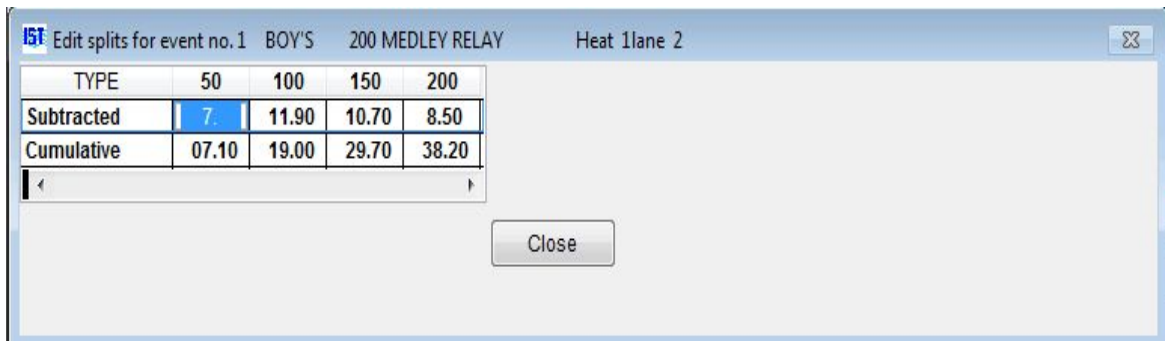 IST Edit splits for event no. 1 BOY'S 200 MEDLEY RELAY Heat 1lane 2
TYPE 50 100 150 200
Subtracted 7. 11.90 10.70 8.50
Cumulative 07.10 19.00 29.70 38.20
Close